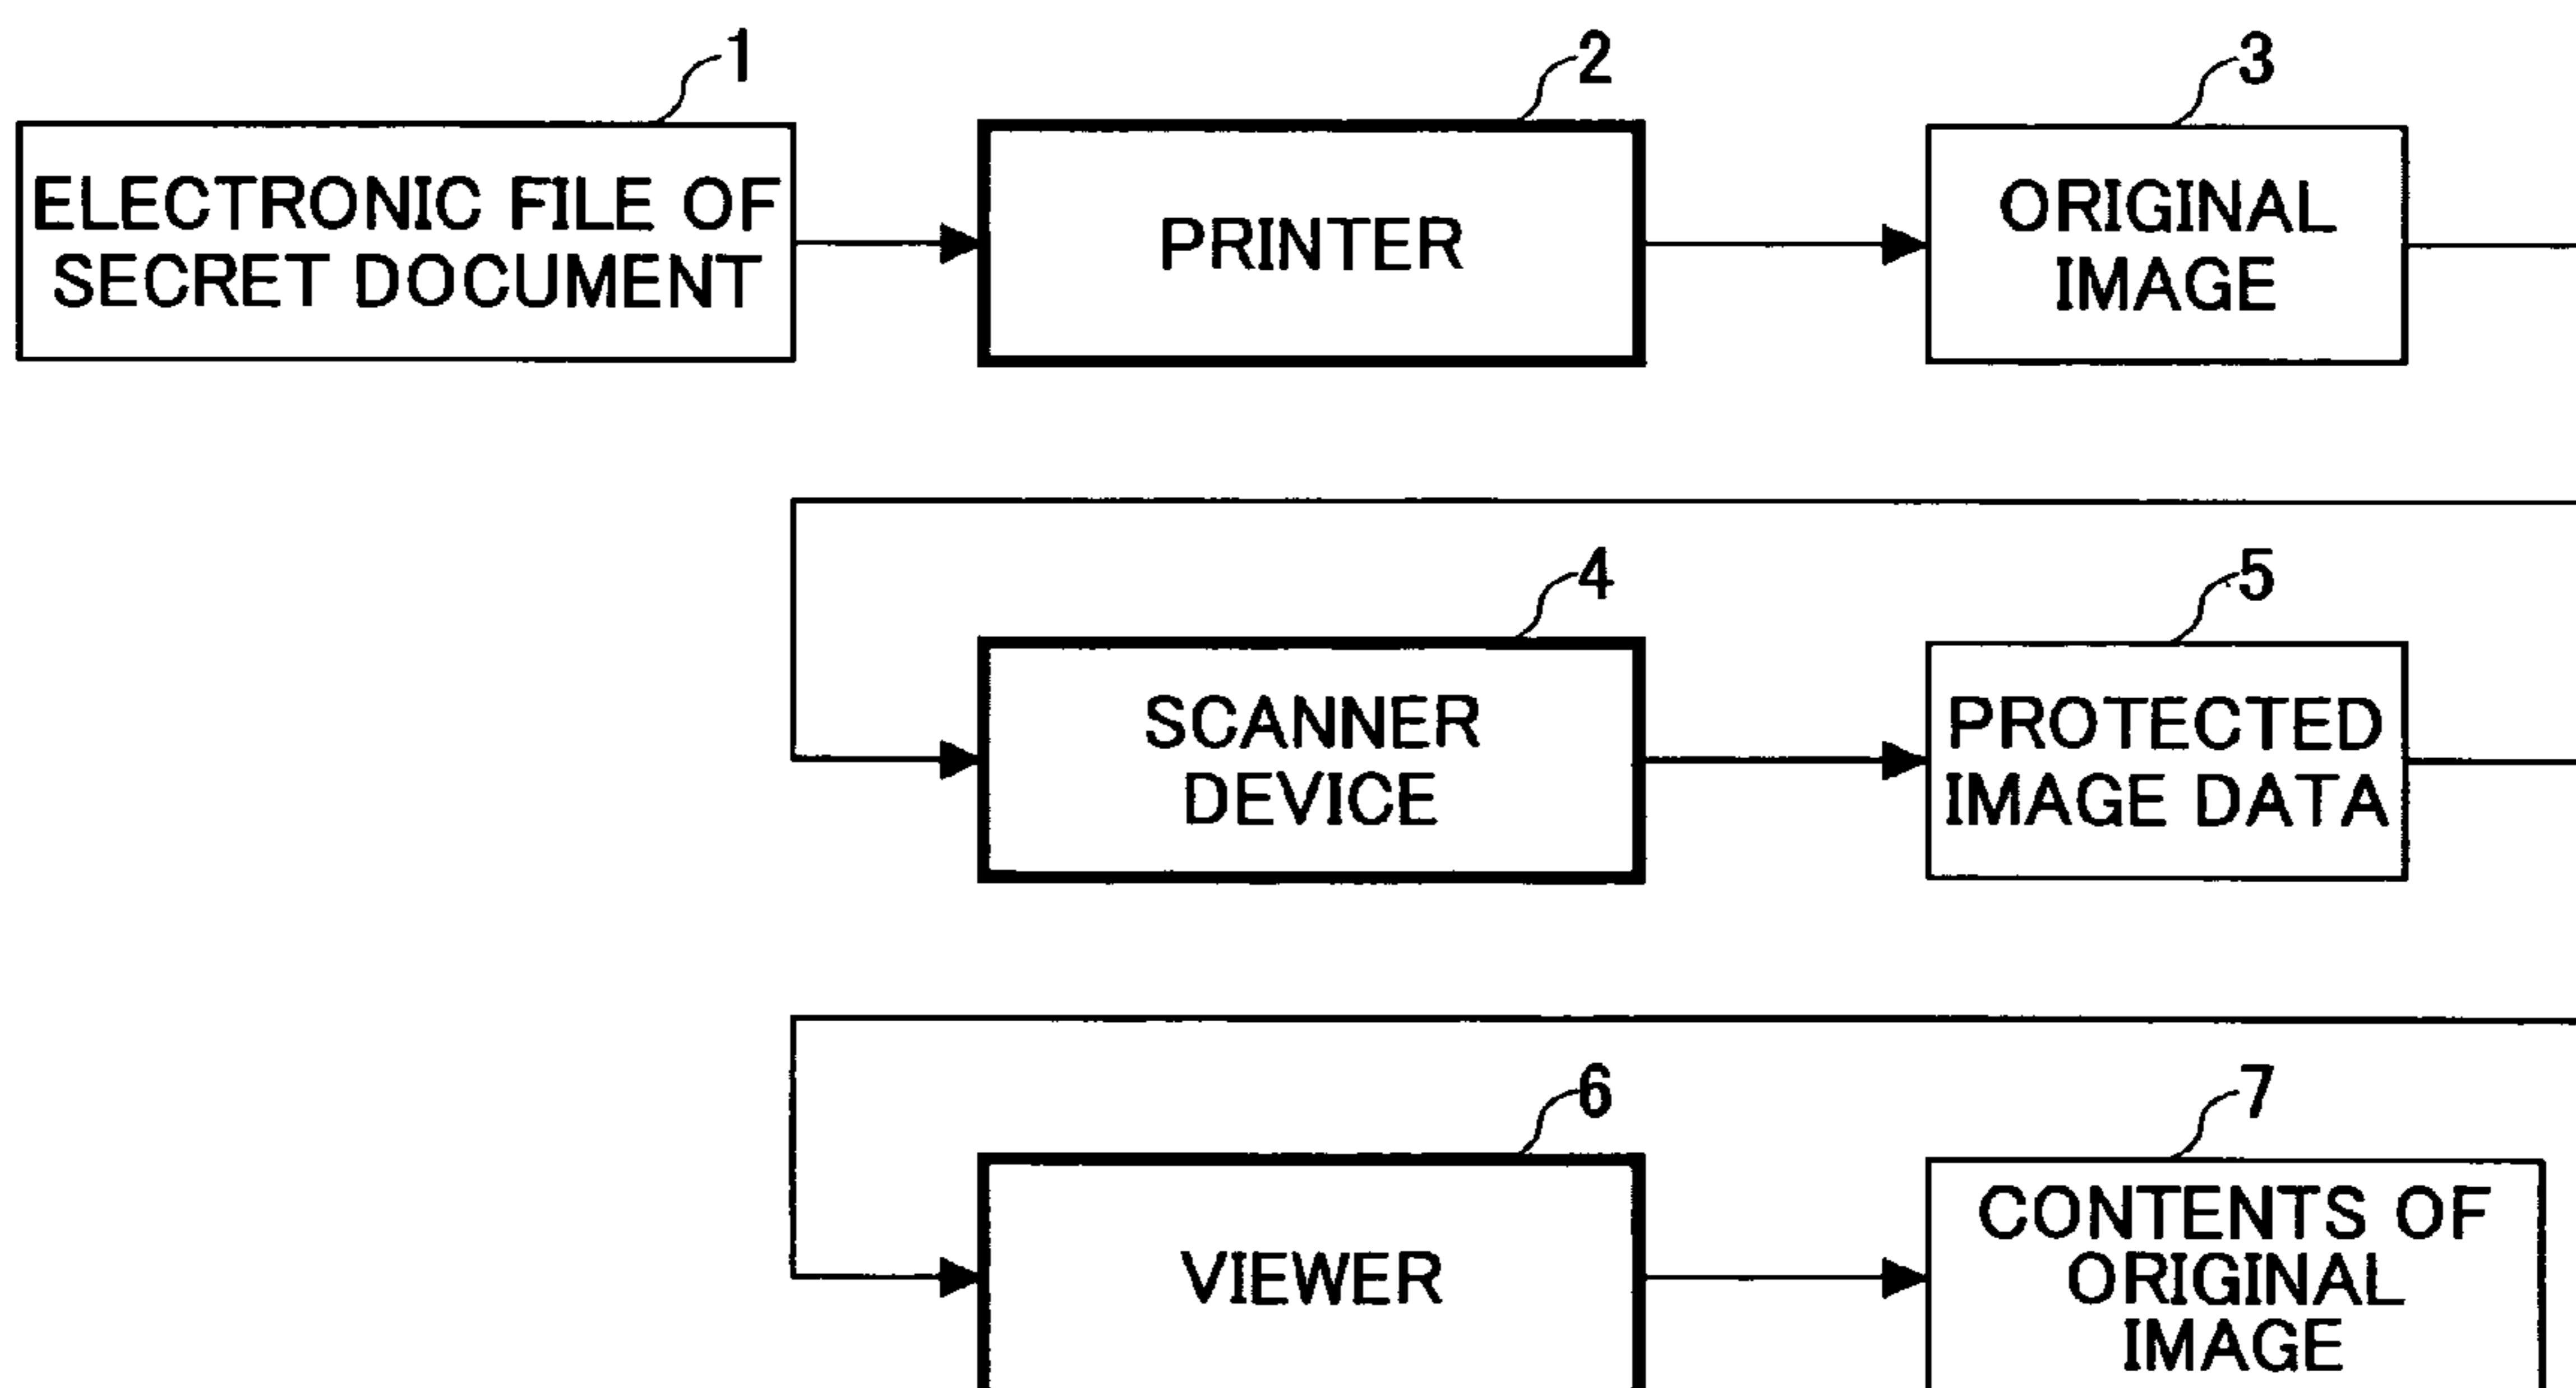 1
2
3
ELECTRONIC FILE OF
SECRET DOCUMENT
PRINTER
ORIGINAL
IMAGE
4
5
SCANNER
DEVICE
PROTECTED
IMAGE DATA
6
7
VIEWER
CONTENTS OF
ORIGINAL
IMAGE